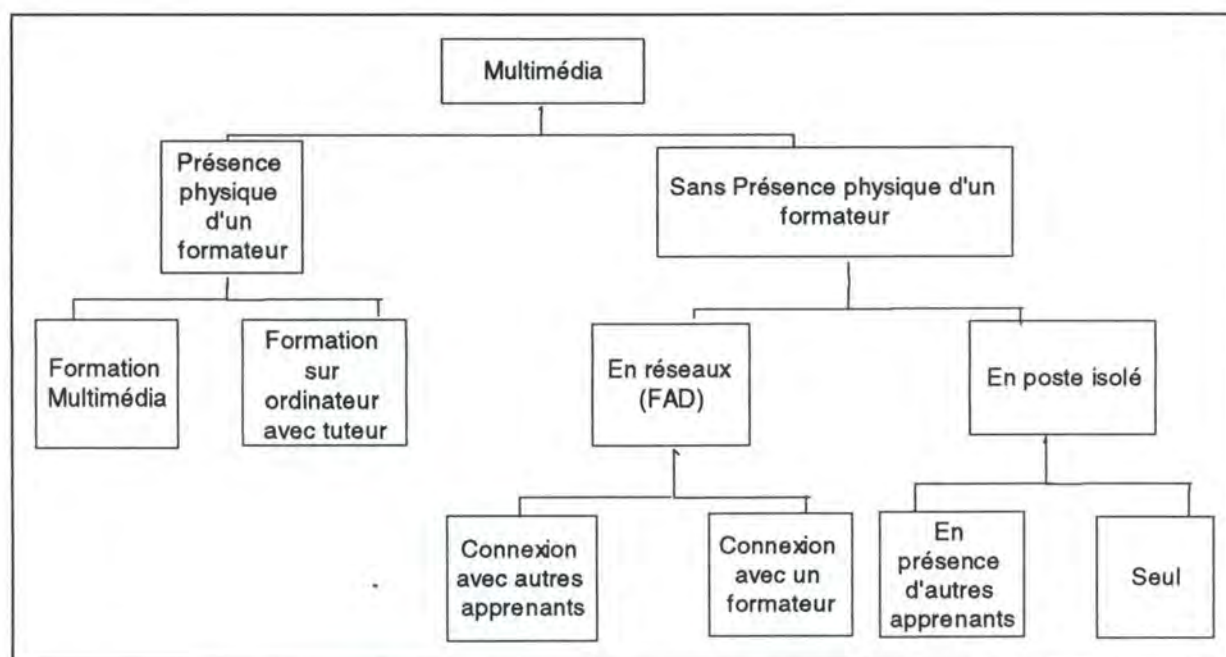 Multimédia
Présence
physique
d'un
formateur
Sans Présence physique d'un
formateur
Formation
Multimédia
Formation
sur
ordinateur
avec tuteur
En réseaux
(FAD)
En poste isolé
Connexion
avec autres
apprenants
Connexion
avec un
formateur
En
présence
d'autres
apprenants
Seul